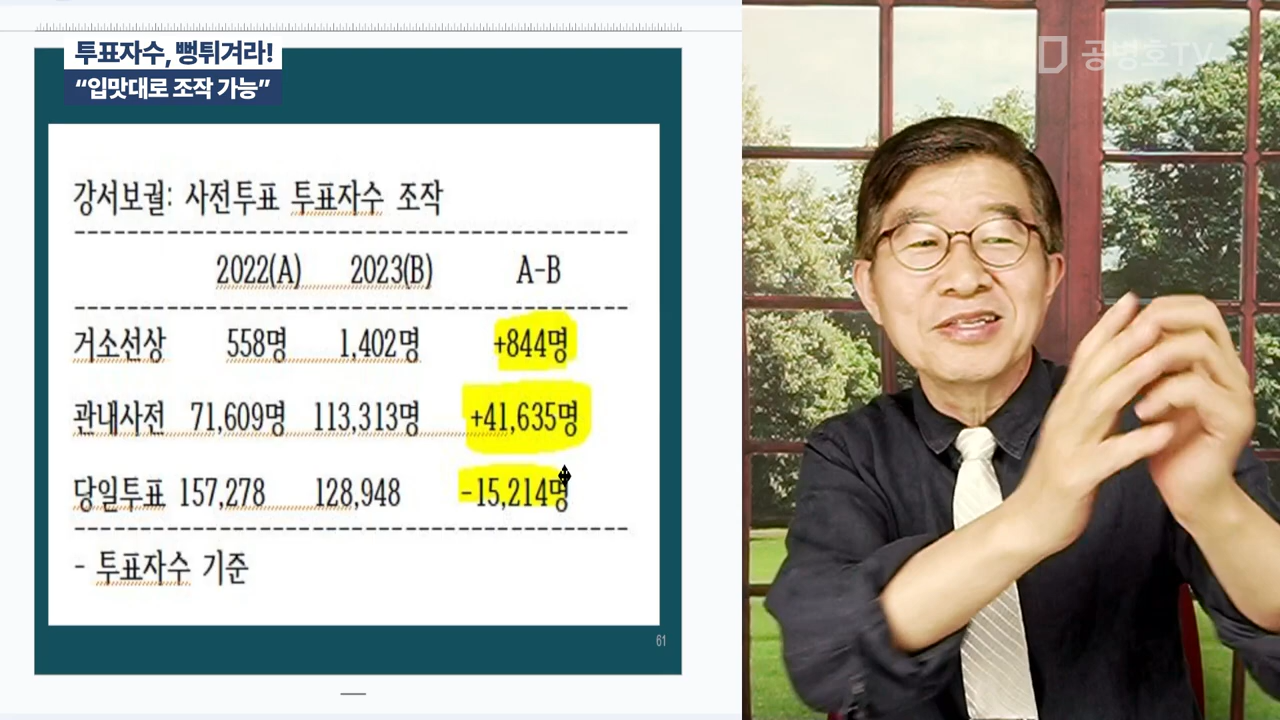 투표자수, 뻥튀겨라!
“입맛대로 조작 가능”
공병호TV
강서보궐: 사전투표 투표자수 조작
2022(A) 2023(B) A-B
거소선상 558명 1,402명 +844명
관내사전 71,609명 113,313명 +41,635명
당일투표 157,278 128,948 -15,214명
- 투표자수 기준
61